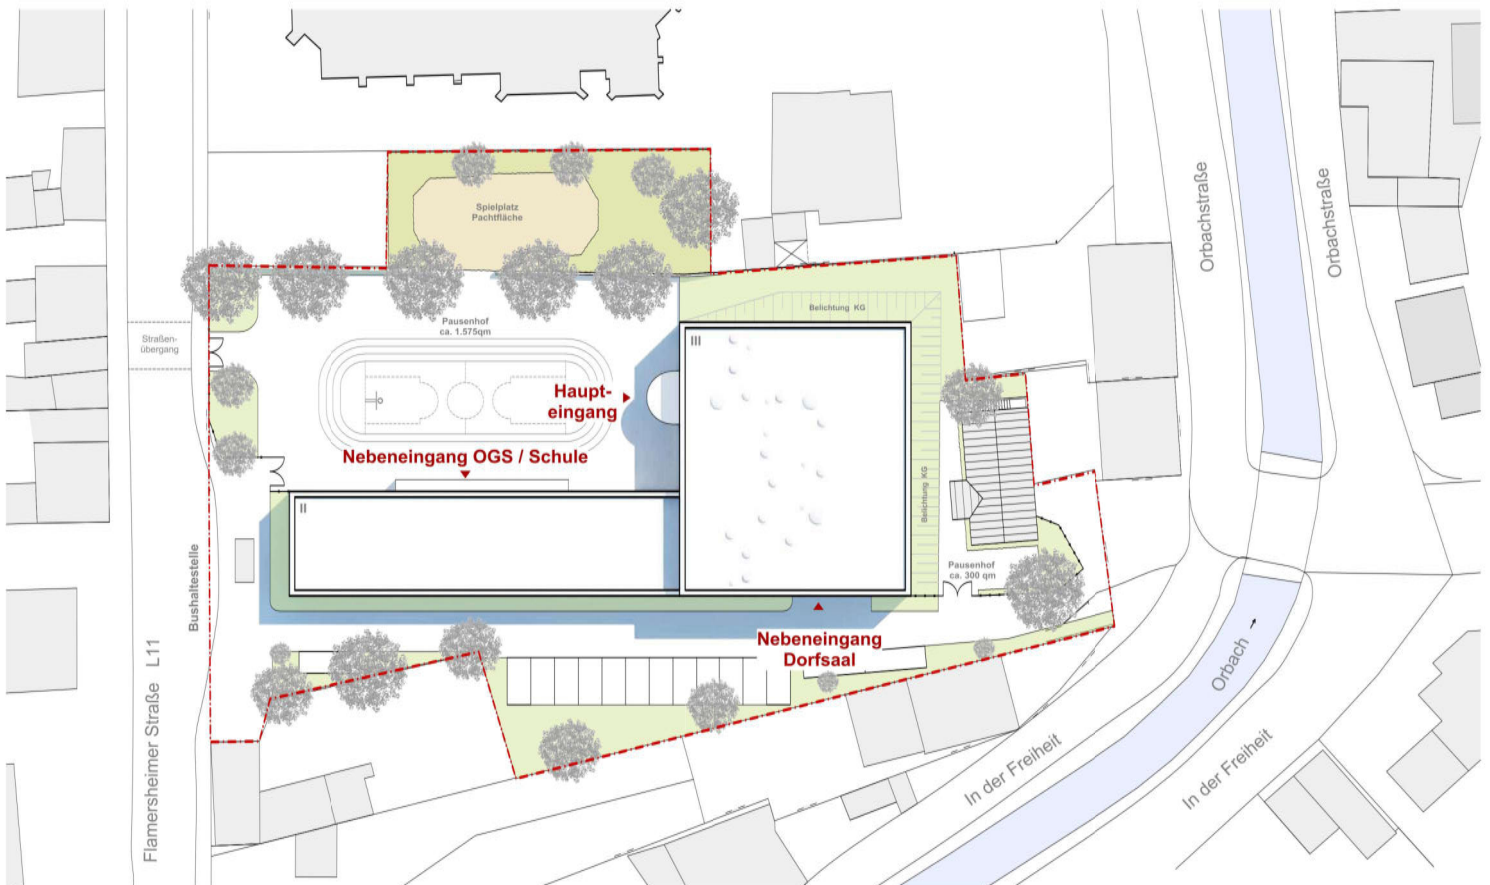 Spielplatz
Pachtfläche
Orbachstraße
Orbachstraße
Belichtung KG
Pausenhof
ca. 1.575qm
Straßen-
übergang
III
Haupt-
eingang
Nebeneingang OGS / Schule
Belichtung KG
II
Bushaltestelle
Pausenhof
ca. 300 qm
Nebeneingang
Dorfsaal
Orbach
Flamersheimer Straße L11
In der Freiheit
In der Freiheit